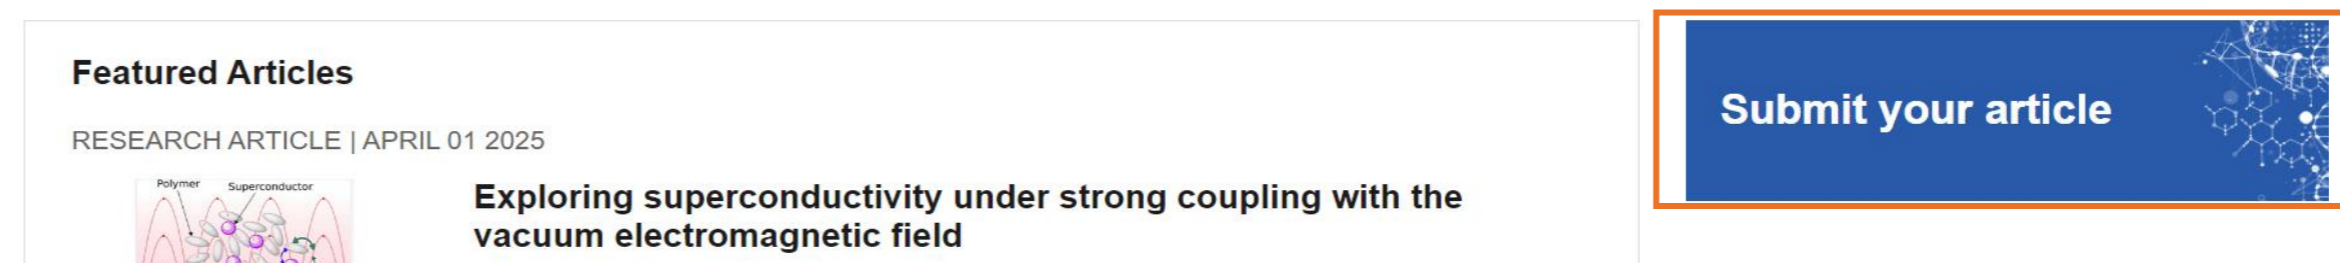 Featured Articles
RESEARCH ARTICLE | APRIL 01 2025
Polymer
Superconductor
Exploring superconductivity under strong coupling with the
vacuum electromagnetic field
Submit your article